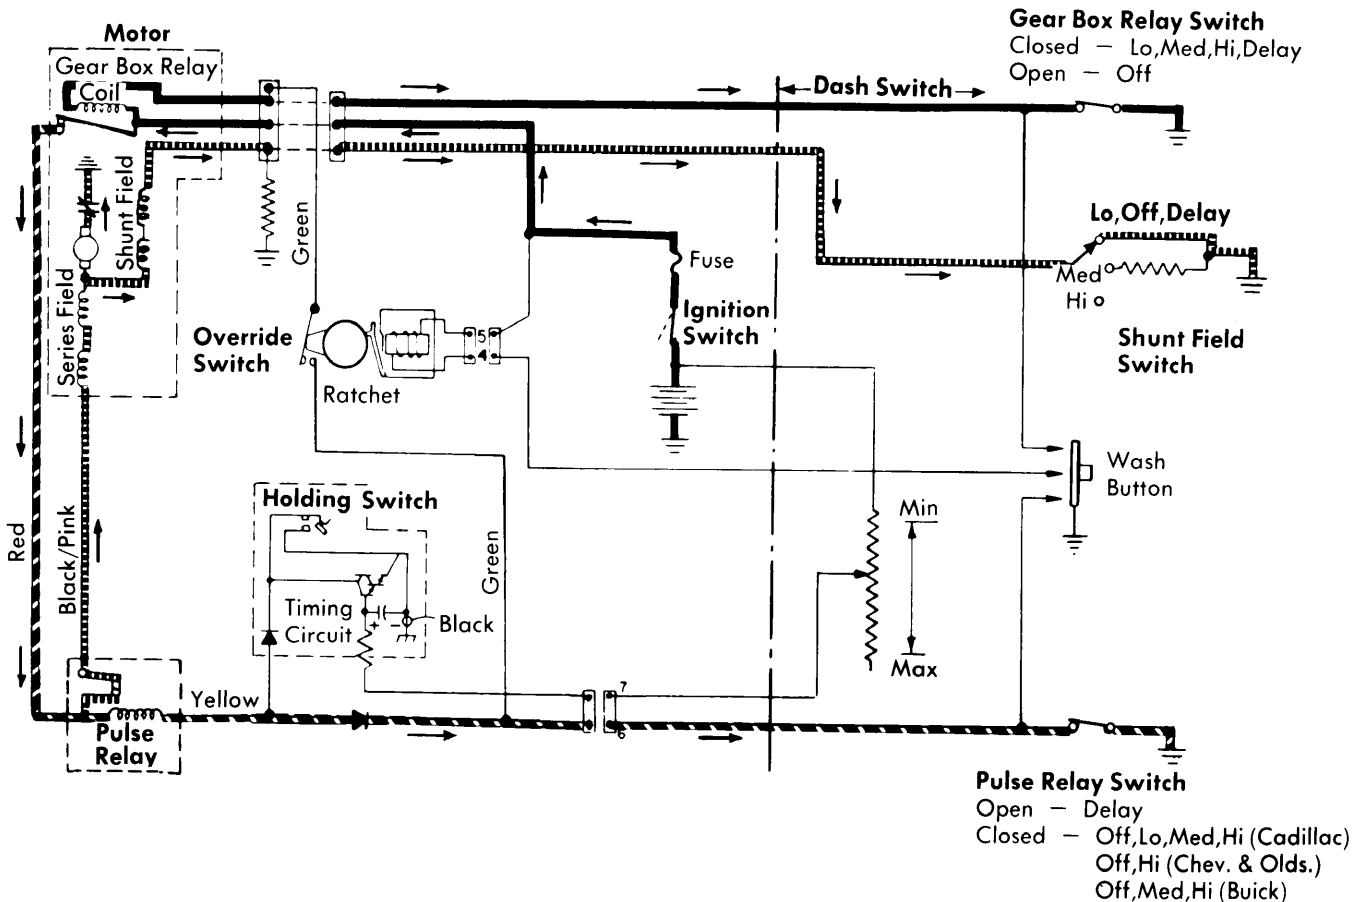 Motor
Gear Box Relay
Coil
Shunt Field
Series Field
Green
Dash Switch
Gear Box Relay Switch
Closed — Lo,Med,Hi,Delay
Open — Off
Lo,Off,Delay
Med
Hi
Shunt Field
Switch
Fuse
Ignition
Switch
Override
Switch
Ratchet
5
4
Wash
Button
Min
Max
Red
Black/Pink
Holding Switch
Timing
Circuit
+
−
Black
Green
7
6
Yellow
Pulse
Relay
Pulse Relay Switch
Open — Delay
Closed — Off,Lo,Med,Hi (Cadillac)
Off,Hi (Chev. & Olds.)
Off,Med,Hi (Buick)